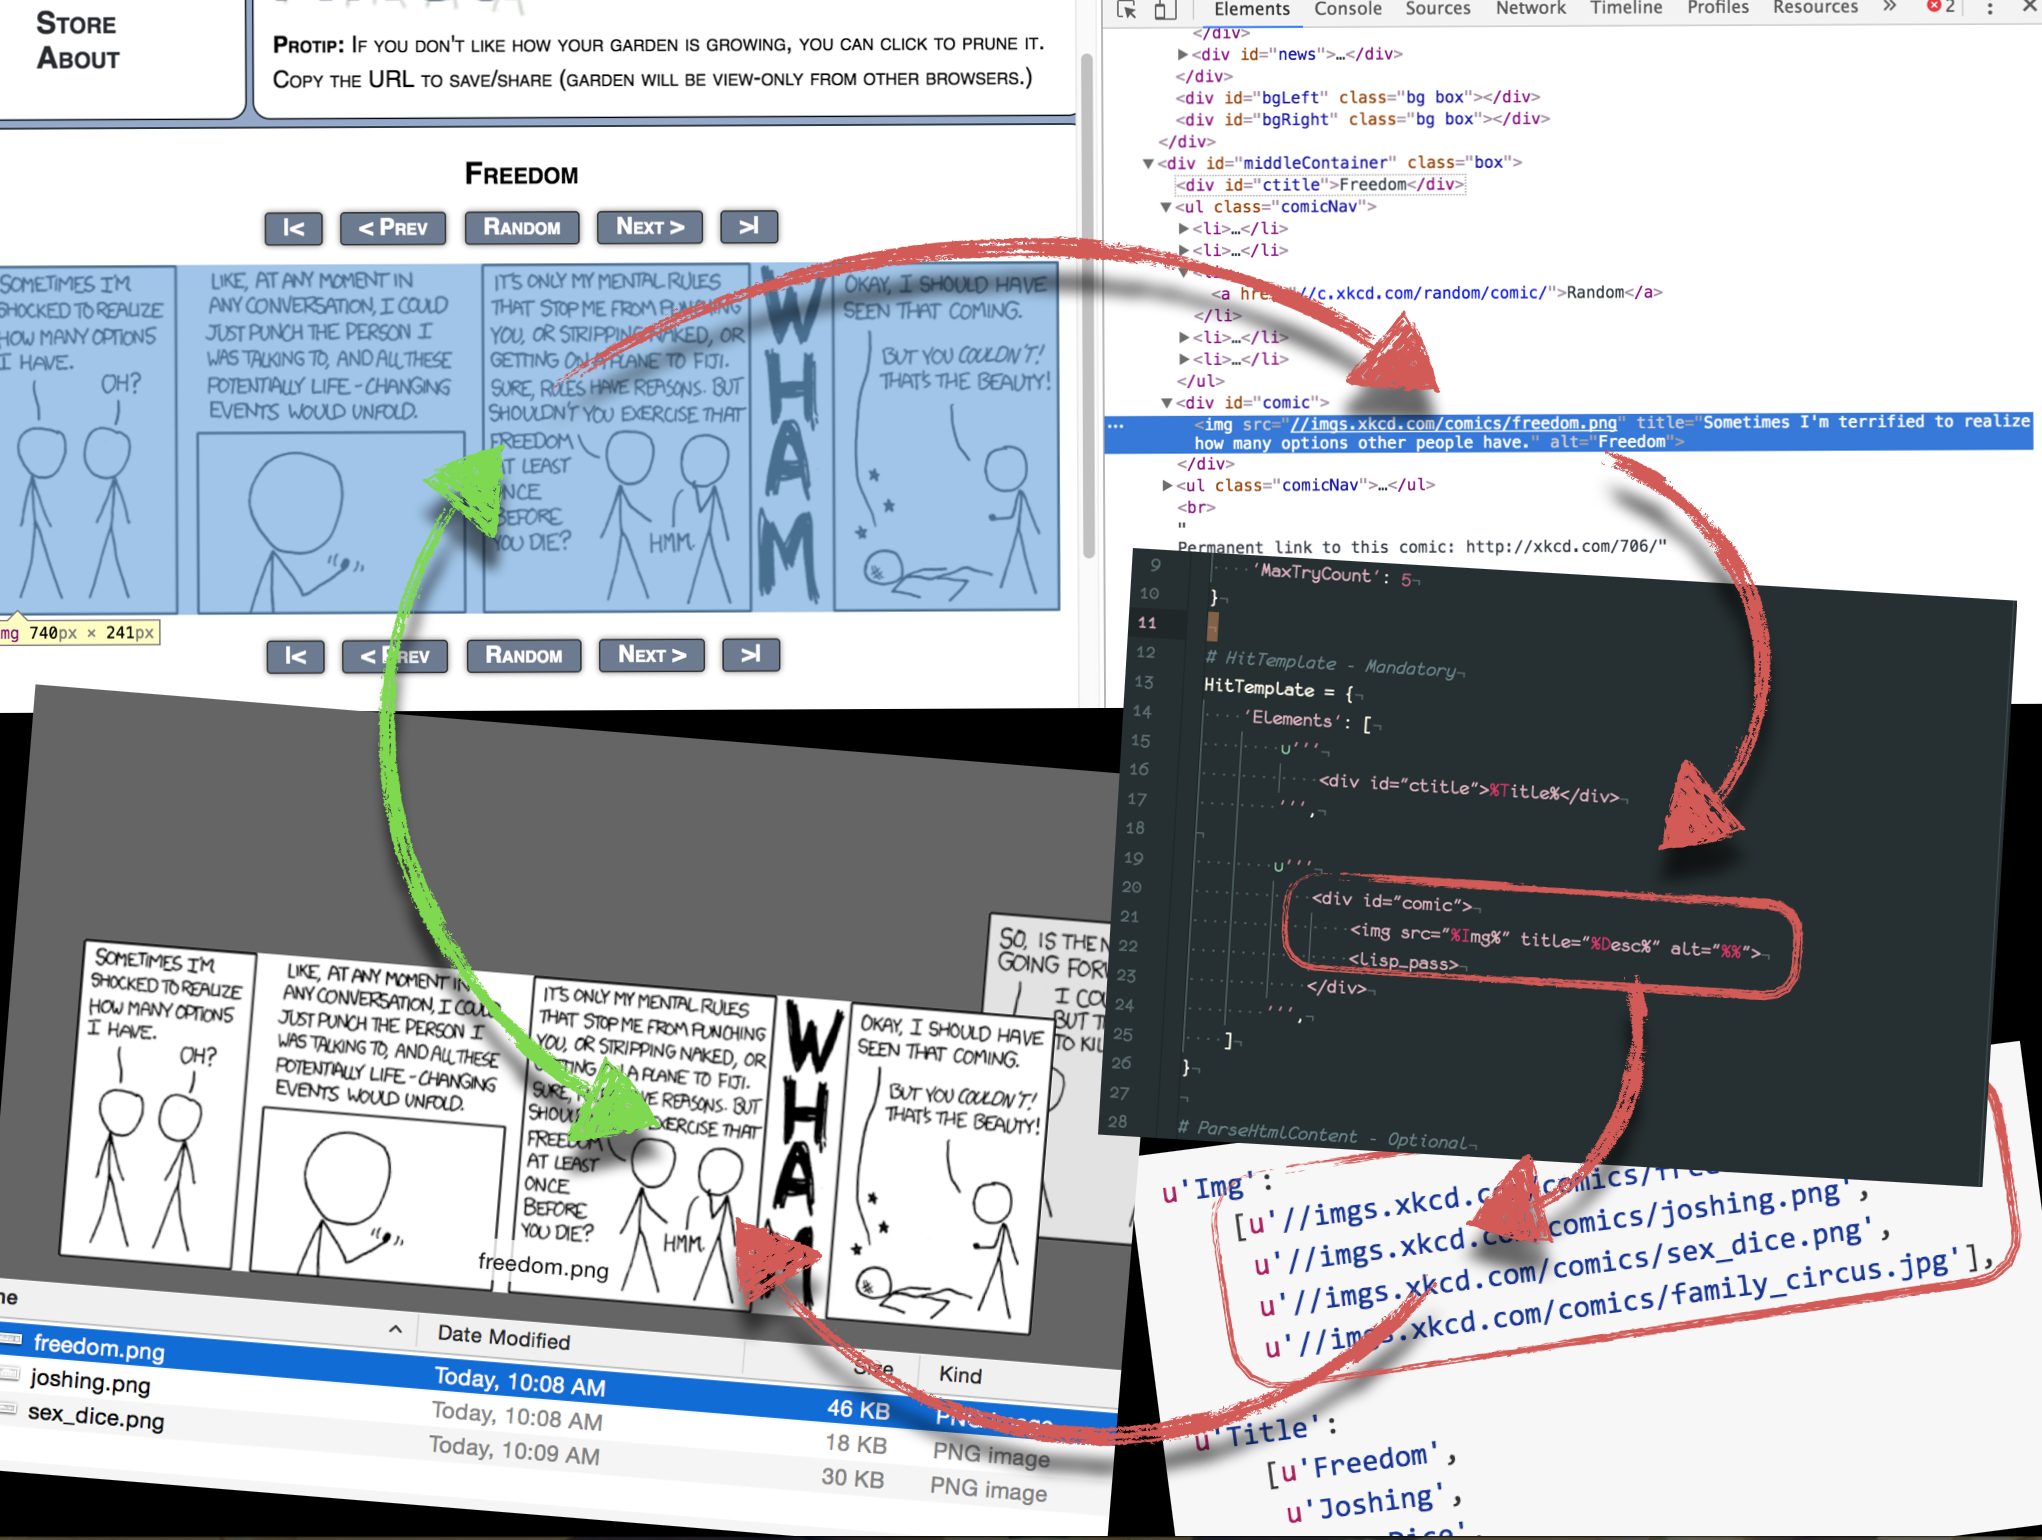 STORE
ABOUT
PROTIP: IF YOU DON'T LIKE HOW YOUR GARDEN IS GROWING, YOU CAN CLICK TO PRUNE IT.
COPY THE URL TO SAVE/SHARE (GARDEN WILL BE VIEW-ONLY FROM OTHER BROWSERS.)
FREEDOM
|< < PREV RANDOM NEXT > >|
SOMETIMES I'M
SHOCKED TO REALIZE
HOW MANY OPTIONS
I HAVE.
OH?
LIKE, AT ANY MOMENT IN
ANY CONVERSATION, I COULD
JUST PUNCH THE PERSON I
WAS TALKING TO, AND ALL THESE
POTENTIALLY LIFE-CHANGING
EVENTS WOULD UNFOLD.
IT'S ONLY MY MENTAL RULES
THAT STOP ME FROM PUNCHING
YOU, OR STRIPPING NAKED, OR
GETTING ON A PLANE TO FIJI.
SURE, RULES HAVE REASONS. BUT
SHOULDN'T YOU EXERCISE THAT
FREEDOM
AT LEAST
ONCE
BEFORE
YOU DIE?
HMM.
WHAM
OKAY, I SHOULD HAVE
SEEN THAT COMING.
BUT YOU COULDN'T!
THAT'S THE BEAUTY!
mg 740px × 241px
|< < PREV RANDOM NEXT > >|
Elements Console Sources Network Timeline Profiles Resources » 2
</div>
▶<div id="news">…</div>
</div>
<div id="bgLeft" class="bg box"></div>
<div id="bgRight" class="bg box"></div>
</div>
▼<div id="middleContainer" class="box">
<div id="ctitle">Freedom</div>
▼<ul class="comicNav">
▶<li>…</li>
▶<li>…</li>
<a href="//c.xkcd.com/random/comic/">Random</a>
</li>
▶<li>…</li>
▶<li>…</li>
</ul>
▼<div id="comic">
<img src="//imgs.xkcd.com/comics/freedom.png" title="Sometimes I'm terrified to realize
how many options other people have." alt="Freedom">
</div>
▶<ul class="comicNav">…</ul>
<br>
"
Permanent link to this comic: http://xkcd.com/706/"
9 'MaxTryCount': 5
10 }
11
12 # HitTemplate - Mandatory
13 HitTemplate = {
14 'Elements': [
15 u'''
16 <div id="ctitle">%Title%</div>
17 ''',
18
19 u'''
20 <div id="comic">
21 <img src="%Img%" title="%Desc%" alt="%%">
22 <lisp_pass>
23 </div>
24 ''',
25 ]
26 }
27
28 # ParseHtmlContent - Optional
SOMETIMES I'M
SHOCKED TO REALIZE
HOW MANY OPTIONS
I HAVE.
OH?
LIKE, AT ANY MOMENT IN
ANY CONVERSATION, I COULD
JUST PUNCH THE PERSON I
WAS TALKING TO, AND ALL THESE
POTENTIALLY LIFE-CHANGING
EVENTS WOULD UNFOLD.
IT'S ONLY MY MENTAL RULES
THAT STOP ME FROM PUNCHING
YOU, OR STRIPPING NAKED, OR
A PLANE TO FIJI.
SURE, REASONS. BUT
EXERCISE THAT
FREEDOM
AT LEAST
ONCE
BEFORE
YOU DIE?
HMM.
WHAM
OKAY, I SHOULD HAVE
SEEN THAT COMING.
BUT YOU COULDN'T!
THAT'S THE BEAUTY!
SO, IS THEN
GOING FOR
I CO
BUT T
TO KIL
freedom.png
me Date Modified Size Kind
freedom.png Today, 10:08 AM 46 KB PNG image
joshing.png Today, 10:08 AM 18 KB PNG image
sex_dice.png Today, 10:09 AM 30 KB PNG image
u'Img':
[u'//imgs.xkcd.com/comics/free
u'//imgs.xkcd.com/comics/joshing.png',
u'//imgs.xkcd.com/comics/sex_dice.png',
u'//imgs.xkcd.com/comics/family_circus.jpg'],
u'Title':
[u'Freedom',
u'Joshing',
Dice'